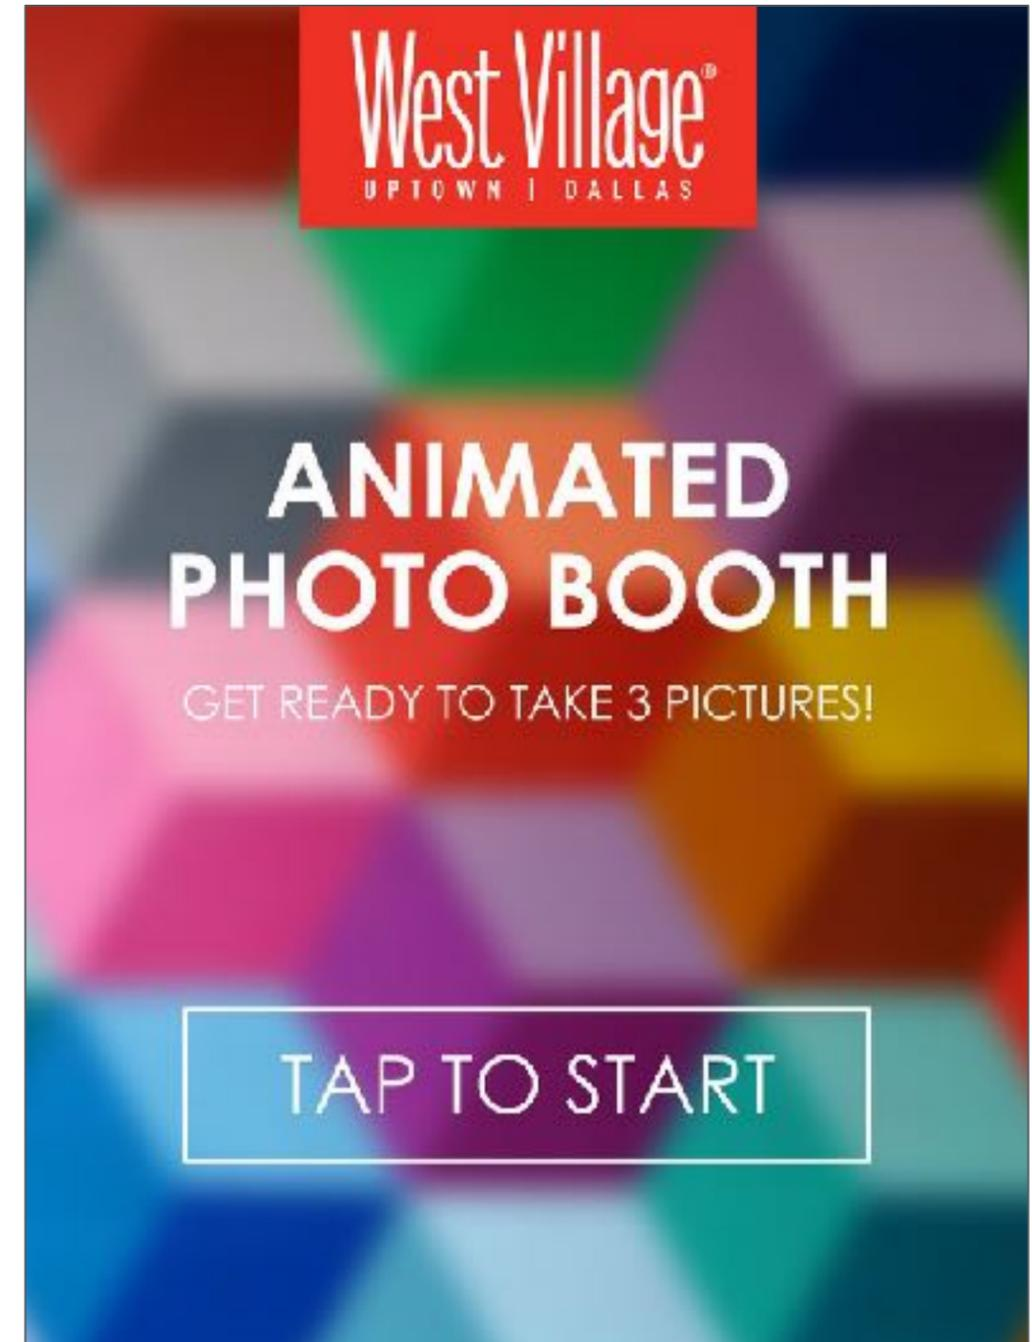 West Village®
UPTOWN | DALLAS
ANIMATED
PHOTO BOOTH
GET READY TO TAKE 3 PICTURES!
TAP TO START